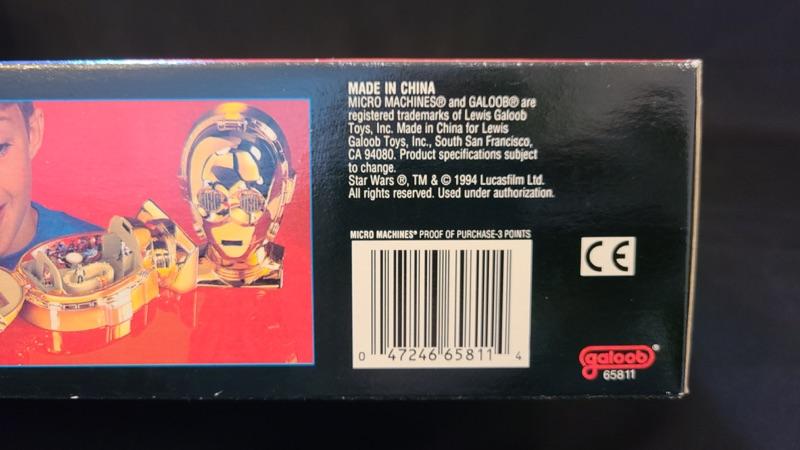 MADE IN CHINA
MICRO MACHINES® and GALOOB® are
registered trademarks of Lewis Galoob
Toys, Inc. Made in China for Lewis
Galoob Toys, Inc., South San Francisco,
CA 94080. Product specifications subject
to change.
Star Wars ®, TM & © 1994 Lucasfilm Ltd.
All rights reserved. Used under authorization.
MICRO MACHINES® PROOF OF PURCHASE-3 POINTS
0 47246 65811 4
CE
galoob®
65811